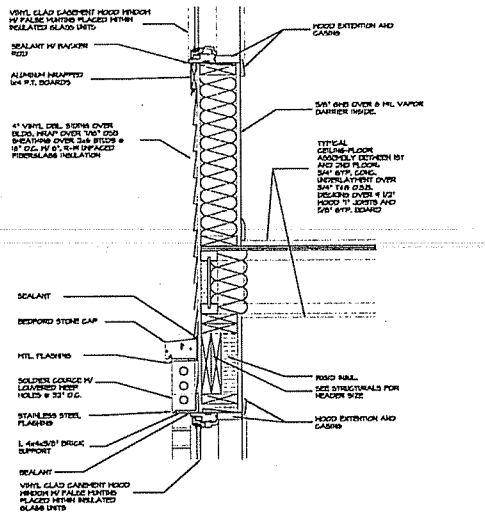 VINYL CLAD CASEMENT WOOD WINDOW
W/ FALSE MUNTINS PLACED WITHIN
INSULATED GLASS UNITS
SEALANT W/ BACKER
ROD
ALUMINUM WRAPPED
1x4 P.T. BOARDS
4" VINYL DBL. SIDING OVER
BLDG. WRAP OVER 7/16" OSB
SHEATHING OVER 2x6 STUDS @
16" O.C. W/ 6", R-19 UNFACED
FIBERGLASS INSULATION
SEALANT
BEDFORD STONE CAP
MTL. FLASHING
SOLDIER COURSE W/
LOUVERED WEEP
HOLES @ 32" O.C.
STAINLESS STEEL
FLASHING
L 4x4x5/8" BRICK
SUPPORT
SEALANT
VINYL CLAD CASEMENT WOOD
WINDOW W/ FALSE MUNTINS
PLACED WITHIN INSULATED
GLASS UNITS
WOOD EXTENTION AND
CASING
5/8" GWB OVER 6 MIL VAPOR
BARRIER INSIDE.
TYPICAL
CEILING-FLOOR
ASSEMBLY BETWEEN 1ST
AND 2ND FLOOR:
3/4" GYP. CONC.
UNDERLAYMENT OVER
3/4" T&G O.S.B.
DECKING OVER 9 1/2"
WOOD "I" JOISTS AND
5/8" GYP. BOARD
RIGID INSUL.
SEE STRUCTURALS FOR
HEADER SIZE
WOOD EXTENTION AND
CASING